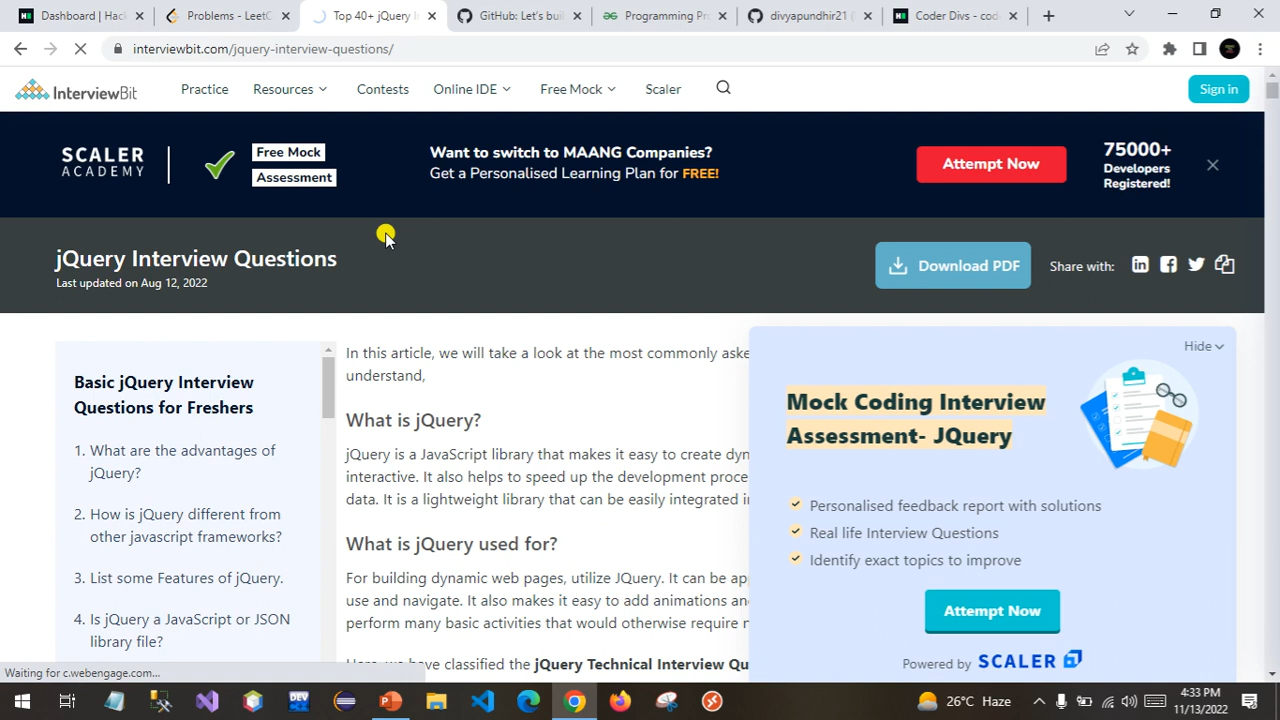 Dashboard | Hack
Problems - LeetC
Top 40+ jQuery I
GitHub: Let's buil
Programming Pro
divyapundhir21 (
Coder Divs - cod
interviewbit.com/jquery-interview-questions/
InterviewBit
Practice
Resources
Contests
Online IDE
Free Mock
Scaler
Sign in
SCALER
ACADEMY
Free Mock
Assessment
Want to switch to MAANG Companies?
Get a Personalised Learning Plan for FREE!
Attempt Now
75000+
Developers
Registered!
jQuery Interview Questions
Last updated on Aug 12, 2022
Download PDF
Share with:
Basic jQuery Interview
Questions for Freshers
1. What are the advantages of
jQuery?
2. How is jQuery different from
other javascript frameworks?
3. List some Features of jQuery.
4. Is jQuery a JavaScript or JSON
library file?
In this article, we will take a look at the most commonly aske
understand,
What is jQuery?
jQuery is a JavaScript library that makes it easy to create dyn
interactive. It also helps to speed up the development proce
data. It is a lightweight library that can be easily integrated i
What is jQuery used for?
For building dynamic web pages, utilize JQuery. It can be ap
use and navigate. It also makes it easy to add animations an
perform many basic activities that would otherwise require n
Here, we have classified the jQuery Technical Interview Qu
Hide
Mock Coding Interview
Assessment- JQuery
Personalised feedback report with solutions
Real life Interview Questions
Identify exact topics to improve
Attempt Now
Powered by SCALER
Waiting for c.webengage.com...
DEV
26°C Haze
4:33 PM
11/13/2022